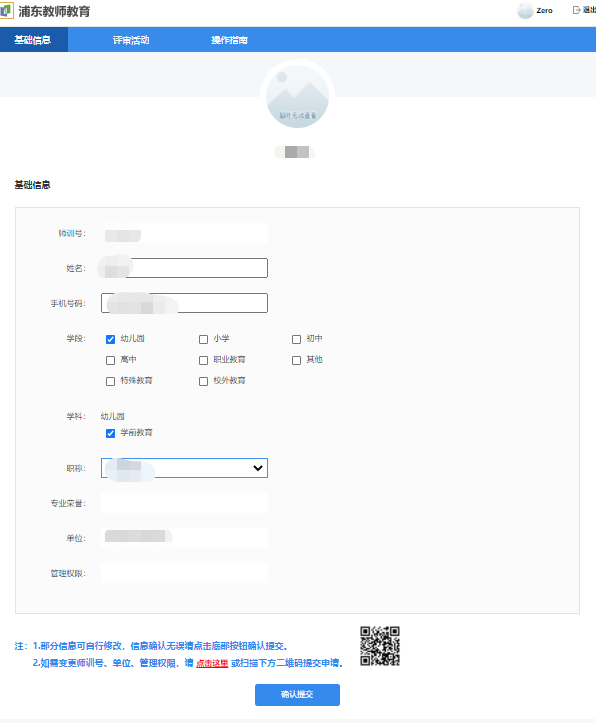 浦东教师教育
Zero
退出
基础信息 评审活动 操作指南
基础信息
师训号:
姓名:
手机号码:
学段: 幼儿园 小学 初中
高中 职业教育 其他
特殊教育 校外教育
学科: 幼儿园
学前教育
职称:
专业荣誉:
单位:
管理权限:
注: 1.部分信息可自行修改，信息确认无误请点击底部按钮确认提交。
2.如需变更师训号、单位、管理权限，请 点击这里 或扫描下方二维码提交申请。
确认提交